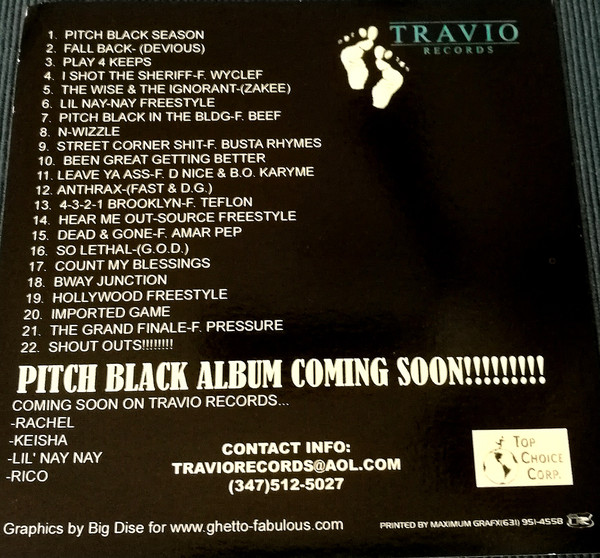 TRAVIO
RECORDS
1. PITCH BLACK SEASON
2. FALL BACK- (DEVIOUS)
3. PLAY 4 KEEPS
4. I SHOT THE SHERIFF-F. WYCLEF
5. THE WISE & THE IGNORANT-(ZAKEE)
6. LIL NAY-NAY FREESTYLE
7. PITCH BLACK IN THE BLDG-F. BEEF
8. N-WIZZLE
9. STREET CORNER SHIT-F. BUSTA RHYMES
10. BEEN GREAT GETTING BETTER
11. LEAVE YA ASS-F. D NICE & B.O. KARYME
12. ANTHRAX-(FAST & D.G.)
13. 4-3-2-1 BROOKLYN-F. TEFLON
14. HEAR ME OUT-SOURCE FREESTYLE
15. DEAD & GONE-F. AMAR PEP
16. SO LETHAL-(G.O.D.)
17. COUNT MY BLESSINGS
18. BWAY JUNCTION
19. HOLLYWOOD FREESTYLE
20. IMPORTED GAME
21. THE GRAND FINALE-F. PRESSURE
22. SHOUT OUTS!!!!!!!!
PITCH BLACK ALBUM COMING SOON!!!!!!!!!
COMING SOON ON TRAVIO RECORDS...
-RACHEL
-KEISHA
-LIL' NAY NAY
-RICO
CONTACT INFO:
TRAVIORECORDS@AOL.COM
(347)512-5027
TOP
CHOICE
CORP.
Graphics by Big Dise for www.ghetto-fabulous.com
PRINTED BY MAXIMUM GRAFX(631) 951-4558